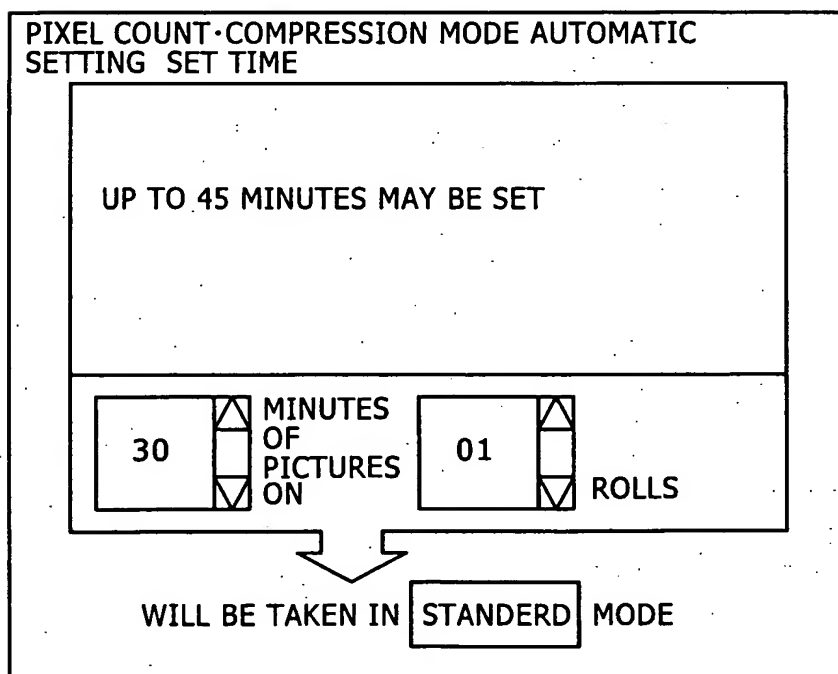 PIXEL COUNT·COMPRESSION MODE AUTOMATIC
SETTING SET TIME
UP TO 45 MINUTES MAY BE SET
30
MINUTES
OF
PICTURES
ON
01
ROLLS
WILL BE TAKEN IN STANDERD MODE